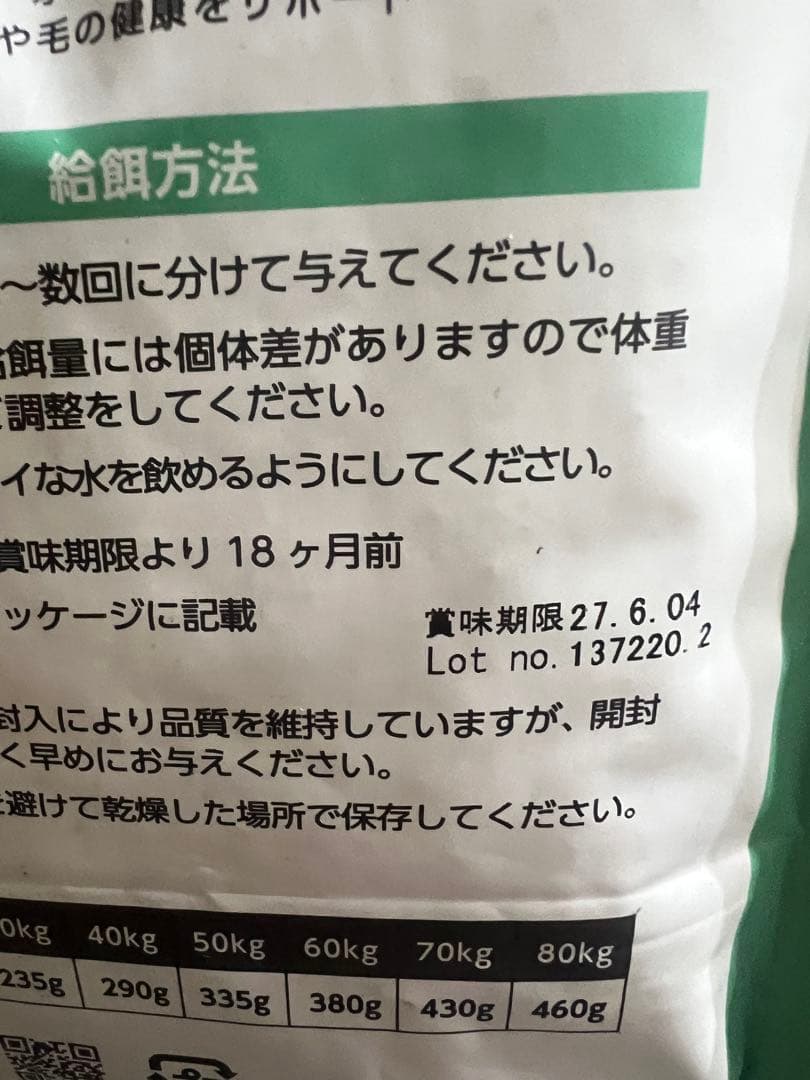 や毛の健康をサポート
給餌方法
～数回に分けて与えてください。
給餌量には個体差がありますので体重
調整をしてください。
イな水を飲めるようにしてください。
賞味期限より 18 ヶ月前
ッケージに記載
賞味期限27.6.04
Lot no.137220.2
封入により品質を維持していますが、開封
く早めにお与えください。
避けて乾燥した場所で保存してください。
0kg 40kg 50kg 60kg 70kg 80kg
235g 290g 335g 380g 430g 460g